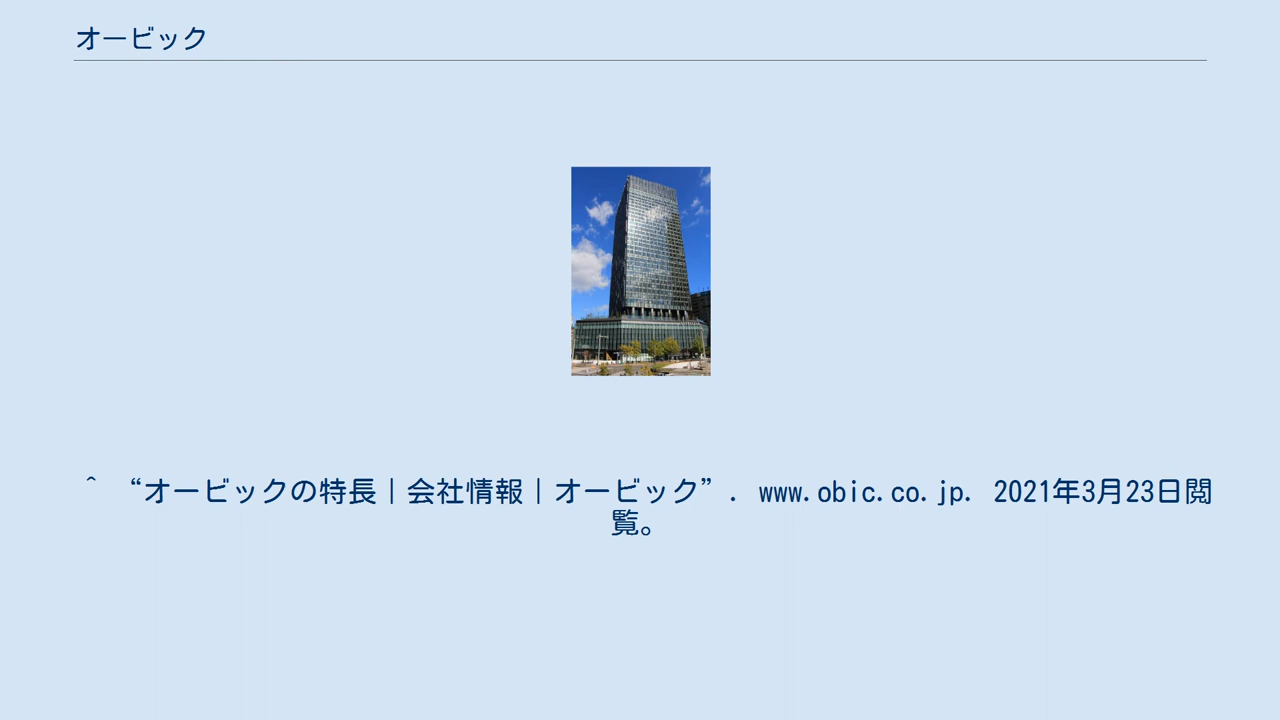 オービック
^ “オービックの特長｜会社情報｜オービック”. www.obic.co.jp. 2021年3月23日閲
覧。